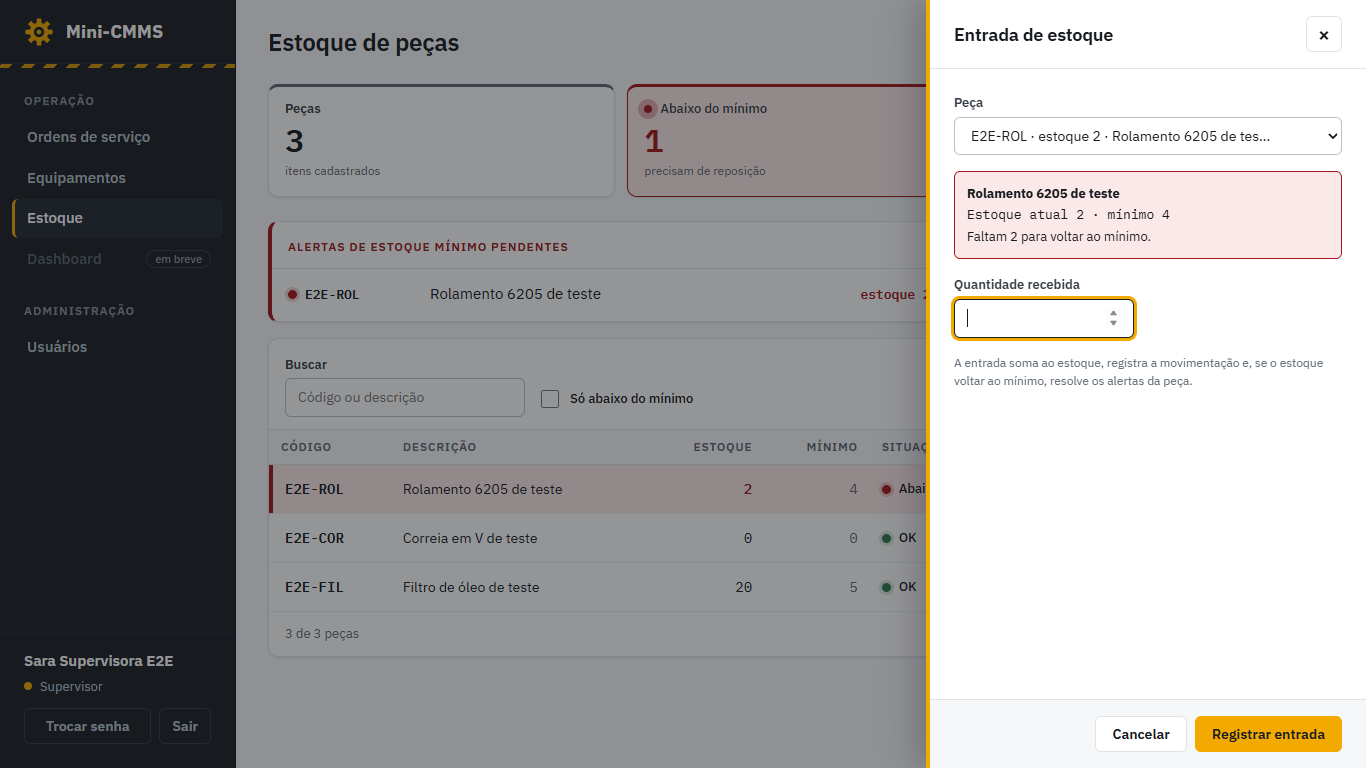 Mini-CMMS
OPERAÇÃO
Ordens de serviço
Equipamentos
Estoque
Dashboard
em breve
ADMINISTRAÇÃO
Usuários
Sara Supervisora E2E
Supervisor
Trocar senha
Sair
Estoque de peças
Peças
3
itens cadastrados
Abaixo do mínimo
1
precisam de reposição
ALERTAS DE ESTOQUE MÍNIMO PENDENTES
E2E-ROL Rolamento 6205 de teste estoque
Buscar
Código ou descrição
Só abaixo do mínimo
CÓDIGO DESCRIÇÃO ESTOQUE MÍNIMO
E2E-ROL Rolamento 6205 de teste 2 4
E2E-COR Correia em V de teste 0 0 OK
E2E-FIL Filtro de óleo de teste 20 5 OK
3 de 3 peças
Entrada de estoque
×
Peça
E2E-ROL · estoque 2 · Rolamento 6205 de tes...
Rolamento 6205 de teste
Estoque atual 2 · mínimo 4
Faltam 2 para voltar ao mínimo.
Quantidade recebida
A entrada soma ao estoque, registra a movimentação e, se o estoque
voltar ao mínimo, resolve os alertas da peça.
Cancelar
Registrar entrada